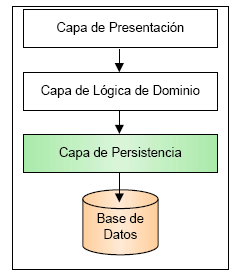 Capa de Presentación
Capa de Lógica de Dominio
Capa de Persistencia
Base de
Datos